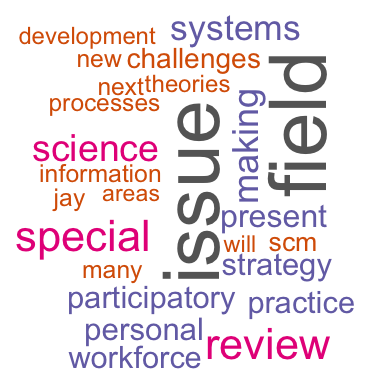 development
systems
new
challenges
next
theories
processes
issue
field
making
science
information
jay
areas
special
present
will
scm
many
strategy
participatory
practice
personal
review
workforce